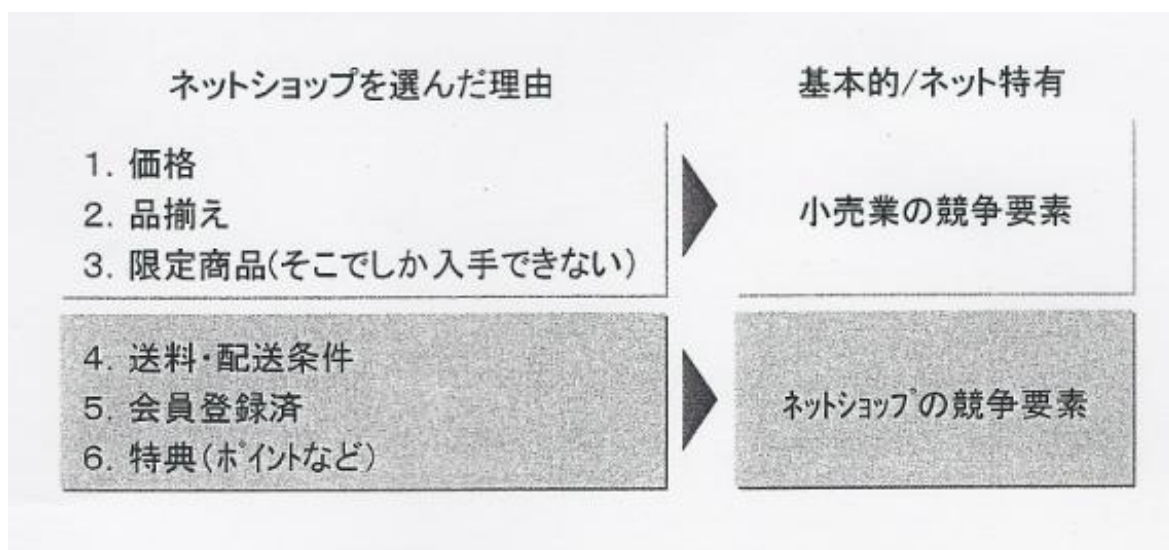 ネットショップを選んだ理由
基本的/ネット特有
1. 価格
2. 品揃え
3. 限定商品(そこでしか入手できない)
小売業の競争要素
4. 送料・配送条件
5. 会員登録済
6. 特典(ﾎﾟｲﾝﾄなど)
ﾈｯﾄｼｮｯﾌﾟの競争要素